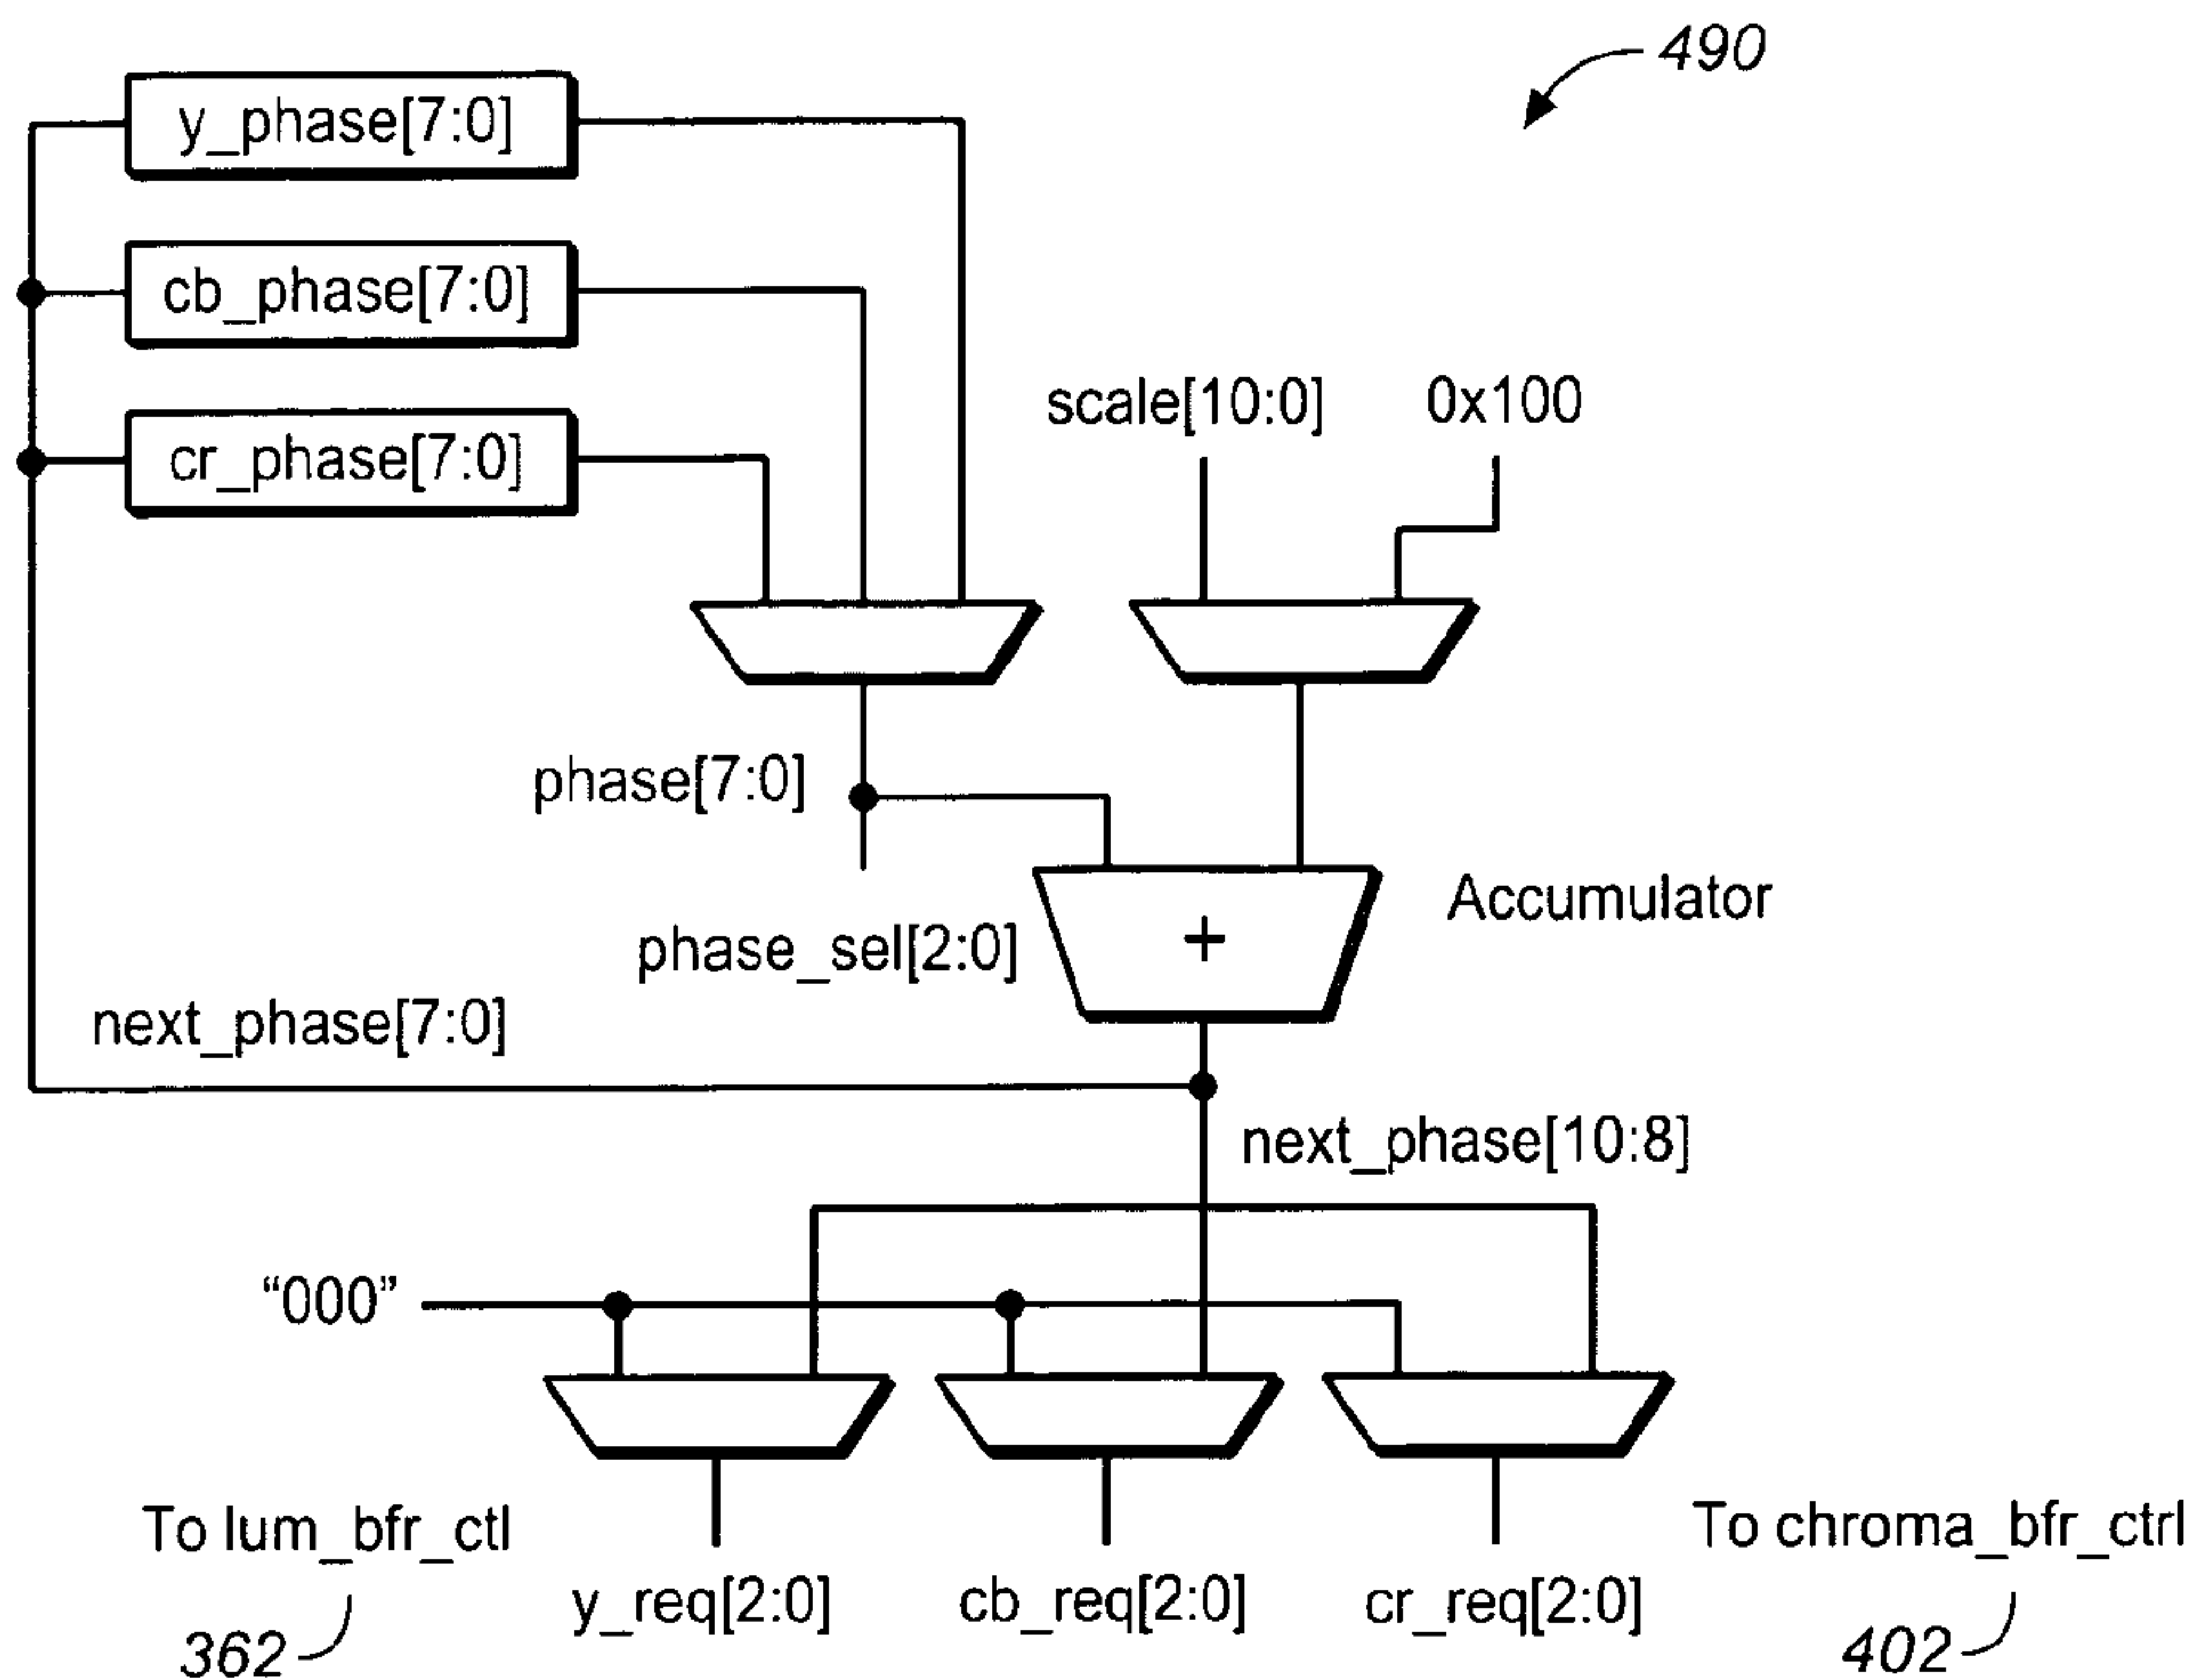 490
y_phase[7:0]
cb_phase[7:0]
cr_phase[7:0]
scale[10:0]
0x100
phase[7:0]
Accumulator
+
phase_sel[2:0]
next_phase[7:0]
next_phase[10:8]
“000”
To lum_bfr_ctl
362
y_req[2:0]
cb_req[2:0]
cr_req[2:0]
To chroma_bfr_ctrl
402